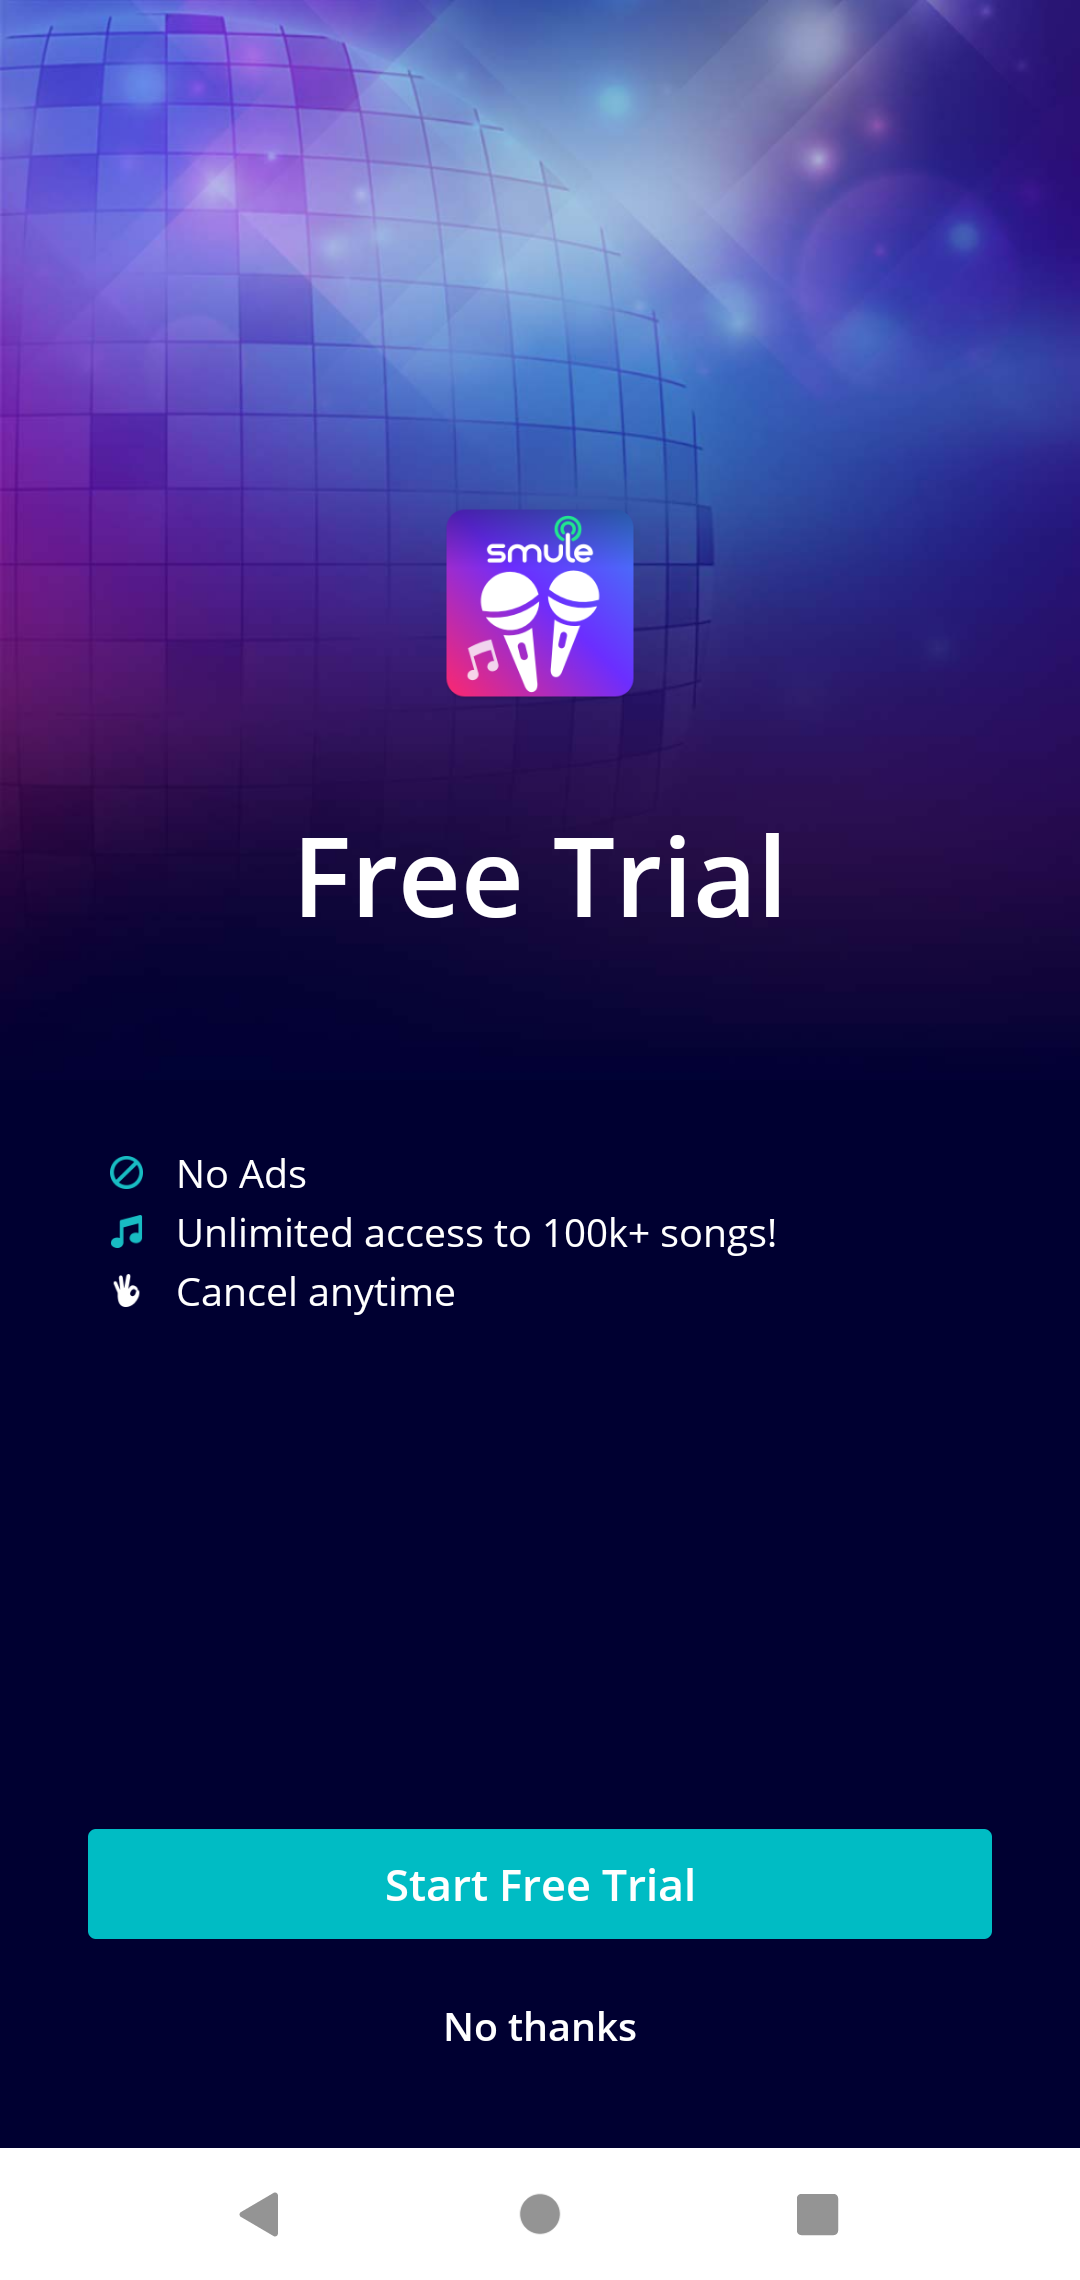 smule
Free Trial
No Ads
Unlimited access to 100k+ songs!
Cancel anytime
Start Free Trial
No thanks